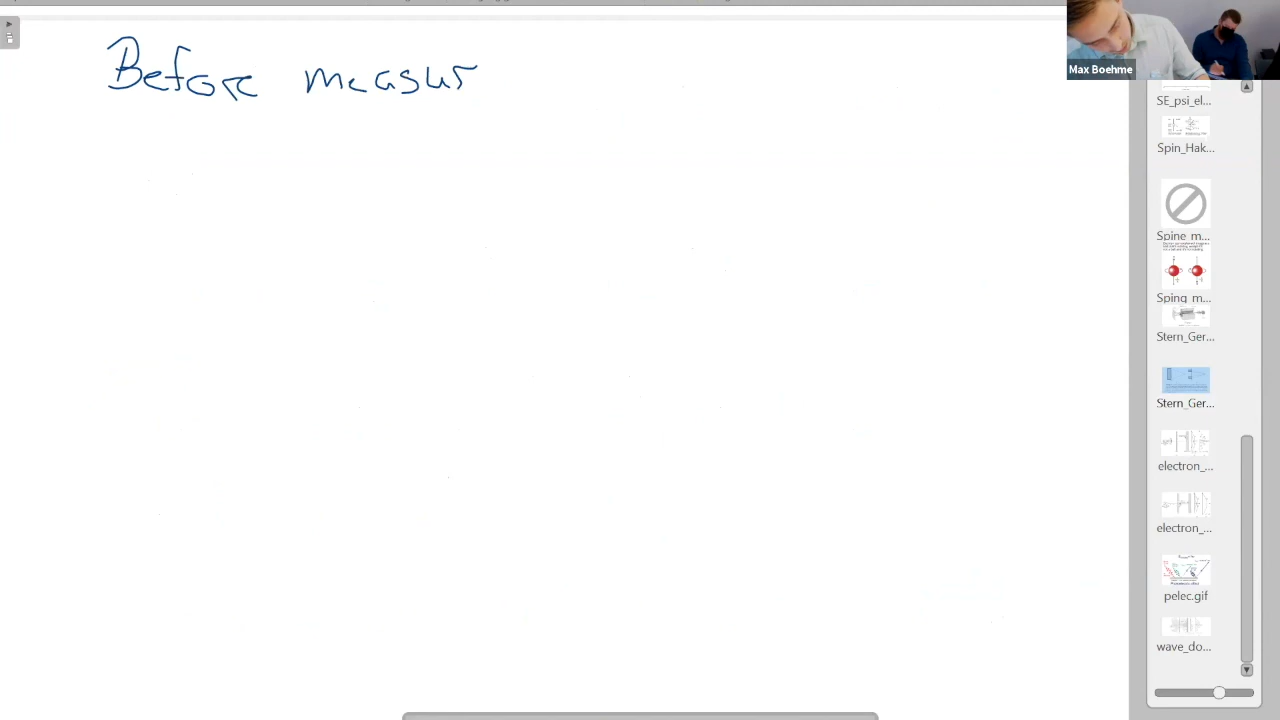 Before measur
Max Boehme
SE_psi_el...
Spin_Hak...
Spine_m...
Sping_m...
Stern_Ger...
Stern_Ger...
electron_...
electron_...
pelec.gif
wave_do...